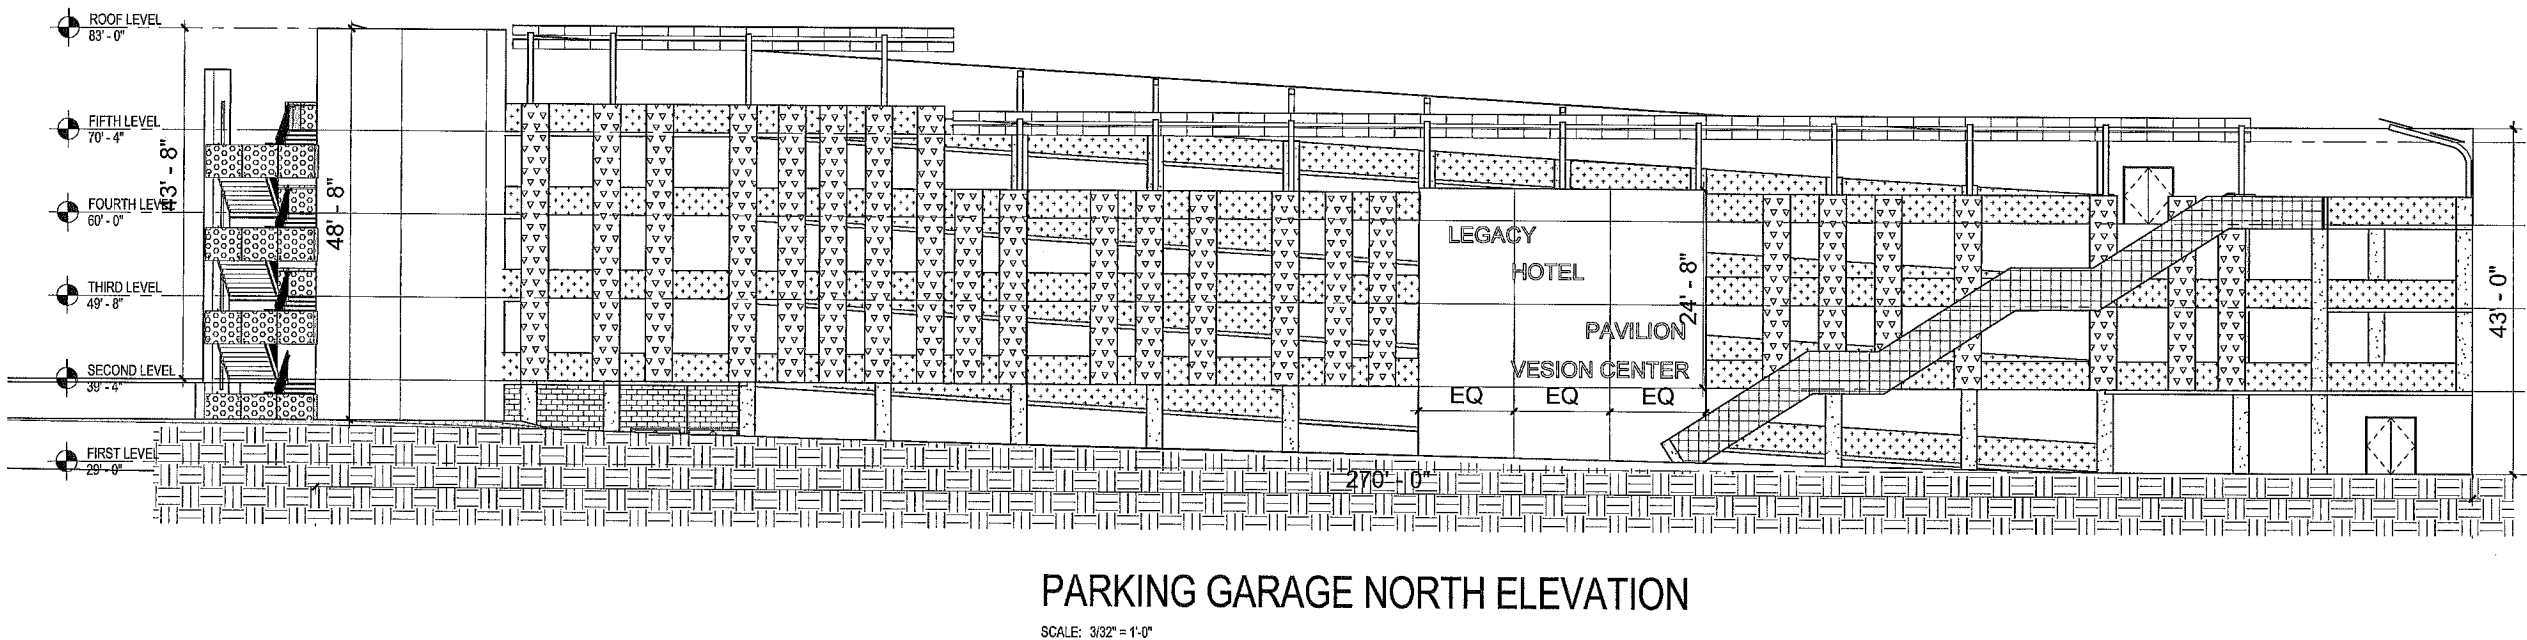 ROOF LEVEL
83' - 0"
FIFTH LEVEL
70' - 4"
43' - 8"
FOURTH LEVEL
60' - 0"
48' - 8"
THIRD LEVEL
49' - 8"
SECOND LEVEL
39' - 4"
FIRST LEVEL
29' - 0"
LEGACY
HOTEL
PAVILION
VESION CENTER
24' - 8"
EQ EQ EQ
43' - 0"
270' - 0"
PARKING GARAGE NORTH ELEVATION
SCALE: 3/32" = 1'-0"